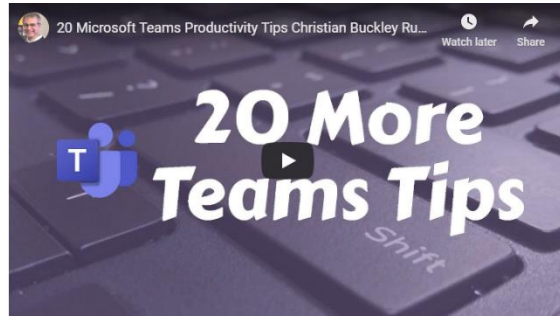 20 Microsoft Teams Productivity Tips Christian Buckley Ru...
Watch later
Share
20 More
T
Teams Tips
Shift